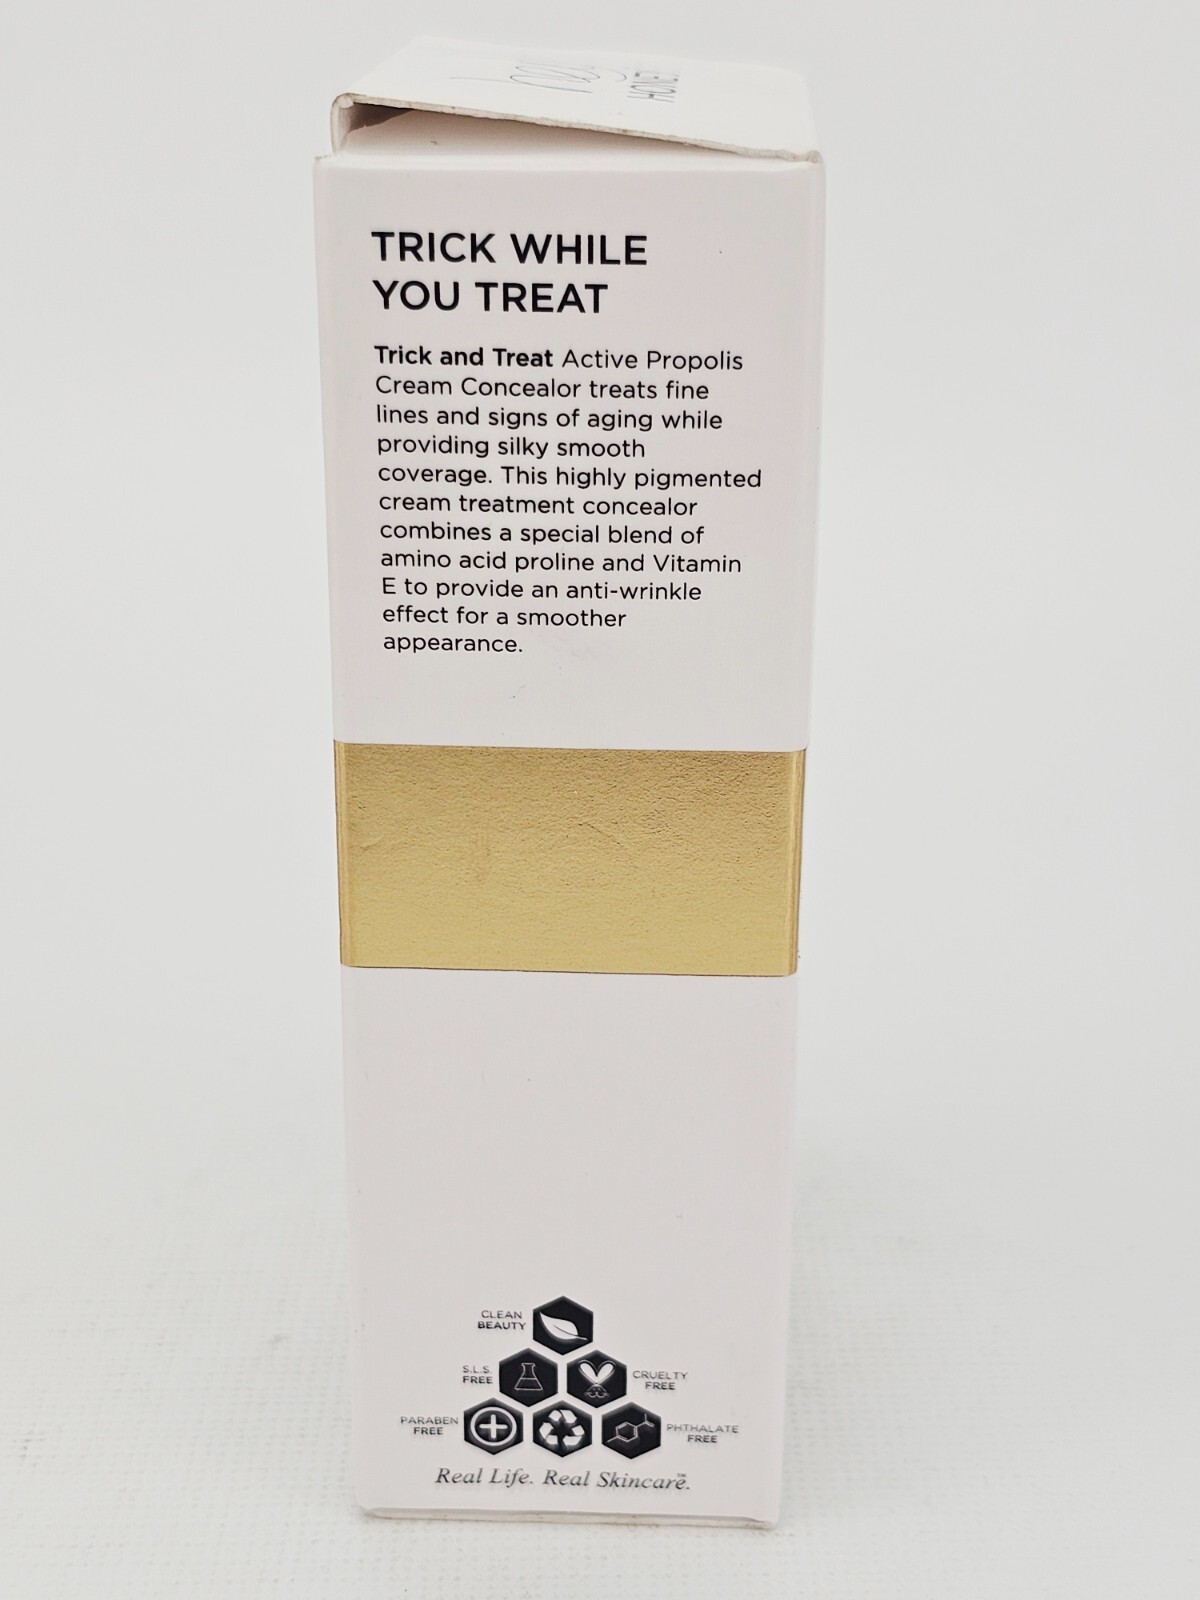 TRICK WHILE
YOU TREAT
Trick and Treat Active Propolis
Cream Concealor treats fine
lines and signs of aging while
providing silky smooth
coverage. This highly pigmented
cream treatment concealor
combines a special blend of
amino acid proline and Vitamin
E to provide an anti-wrinkle
effect for a smoother
appearance.
CLEAN
BEAUTY
S.L.S.
FREE
CRUELTY
FREE
PARABEN
FREE
PHTHALATE
FREE
Real Life. Real Skincare.™